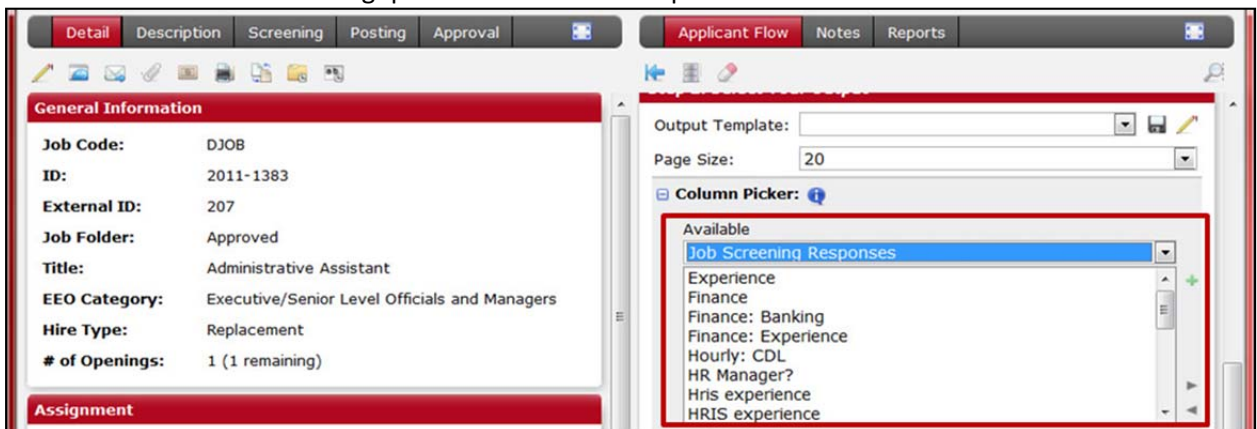 Detail Description Screening Posting Approval
General Information
Job Code: DJOB
ID: 2011-1383
External ID: 207
Job Folder: Approved
Title: Administrative Assistant
EEO Category: Executive/Senior Level Officials and Managers
Hire Type: Replacement
# of Openings: 1 (1 remaining)
Assignment
Applicant Flow Notes Reports
Output Template:
Page Size: 20
Column Picker:
Available
Job Screening Responses
Experience
Finance
Finance: Banking
Finance: Experience
Hourly: CDL
HR Manager?
Hris experience
HRIS experience